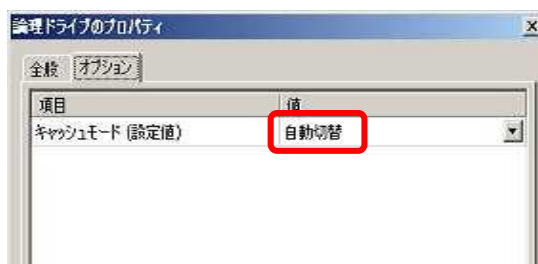 論理ドライブのプロパティ
全般 オプション
項目 値
キャッシュモード (設定値) 自動切替